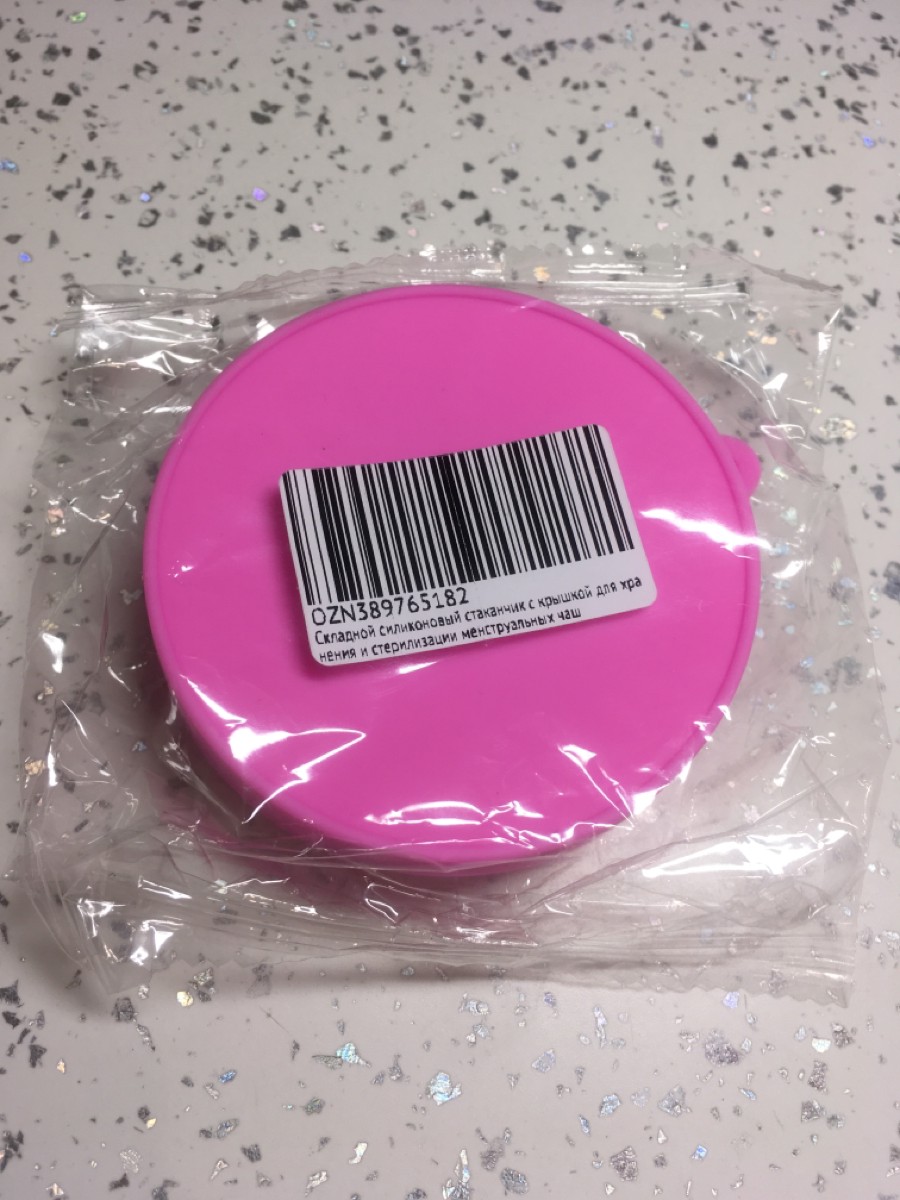 OZN389765182
Складной силиконовый стаканчик с крышкой для хра
нения и стерилизации менструальных чаш